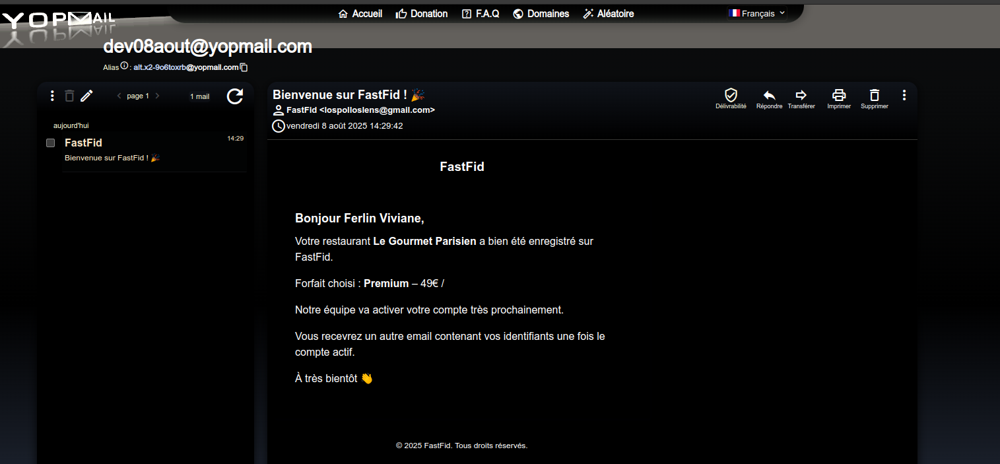 YOPMAIL
Accueil Donation F.A.Q Domaines Aléatoire
Français
dev08aout@yopmail.com
Alias : alt.x2-9o6toxrb@yopmail.com
page 1
1 mail
aujourd'hui
FastFid 14:29
Bienvenue sur FastFid ! 🎉
Bienvenue sur FastFid ! 🎉
FastFid <lospolloslens@gmail.com>
vendredi 8 août 2025 14:29:42
Délivrabilité Répondre Transférer Imprimer Supprimer
FastFid
Bonjour Ferlin Viviane,
Votre restaurant Le Gourmet Parisien a bien été enregistré sur
FastFid.
Forfait choisi : Premium – 49€ /
Notre équipe va activer votre compte très prochainement.
Vous recevrez un autre email contenant vos identifiants une fois le
compte actif.
À très bientôt 👋
© 2025 FastFid. Tous droits réservés.